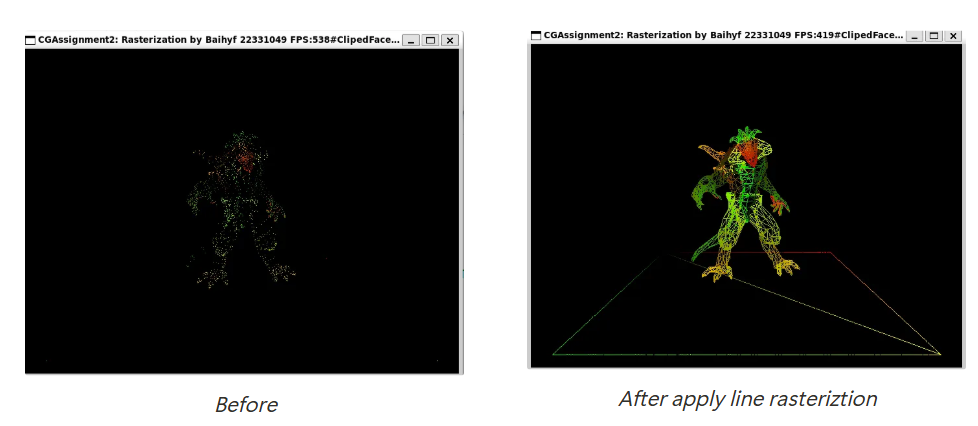 CGAssignment2: Rasterization by Baihyf 22331049 FPS:538#ClipedFace...
CGAssignment2: Rasterization by Baihyf 22331049 FPS:419#ClipedFace...
Before
After apply line rasteriztion